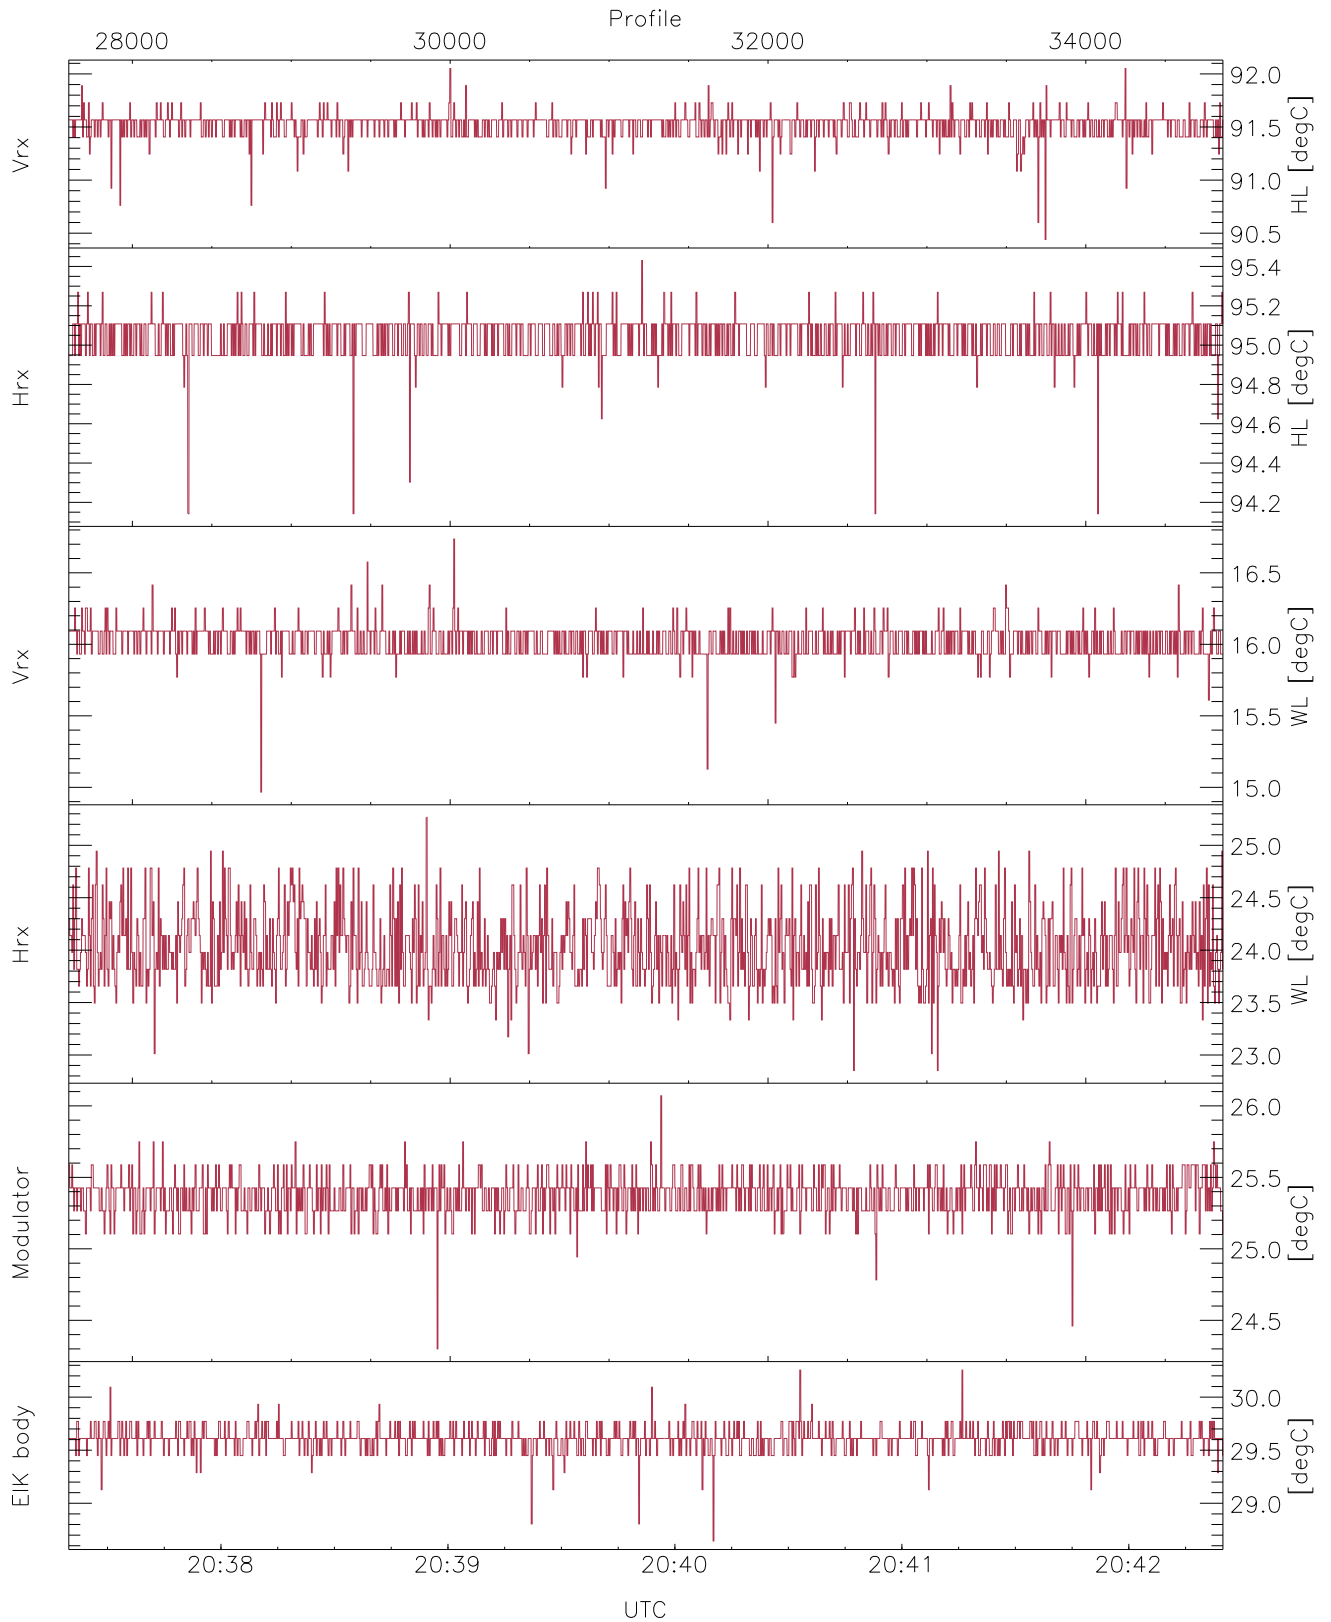 Profile
28000 30000 32000 34000
Vrx
92.0
91.5
91.0
90.5
HL [degC]
Hrx
95.4
95.2
95.0
94.8
94.6
94.4
94.2
HL [degC]
Vrx
16.5
16.0
15.5
15.0
WL [degC]
Hrx
25.0
24.5
24.0
23.5
23.0
WL [degC]
Modulator
26.0
25.5
25.0
24.5
[degC]
EIK body
30.0
29.5
29.0
[degC]
20:38 20:39 20:40 20:41 20:42
UTC